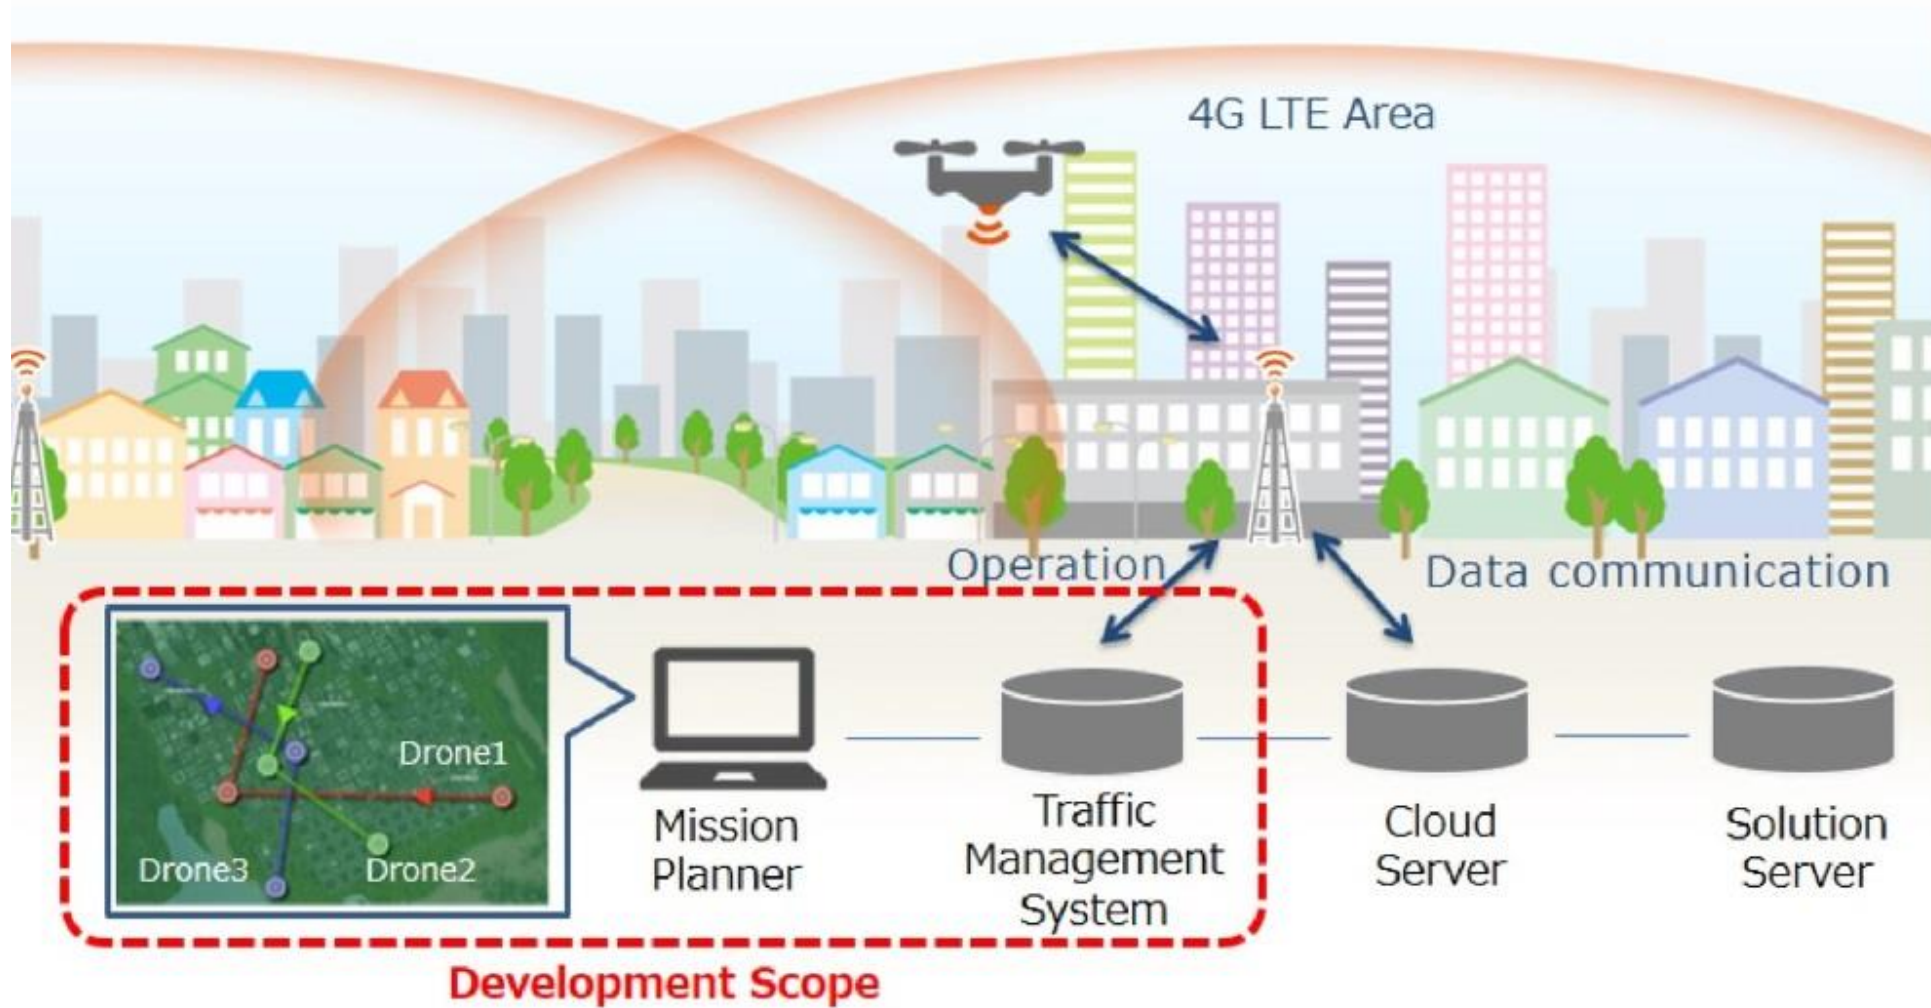 4G LTE Area
Operation
Data communication
Drone1
Drone3
Drone2
Mission
Planner
Traffic
Management
System
Cloud
Server
Solution
Server
Development Scope